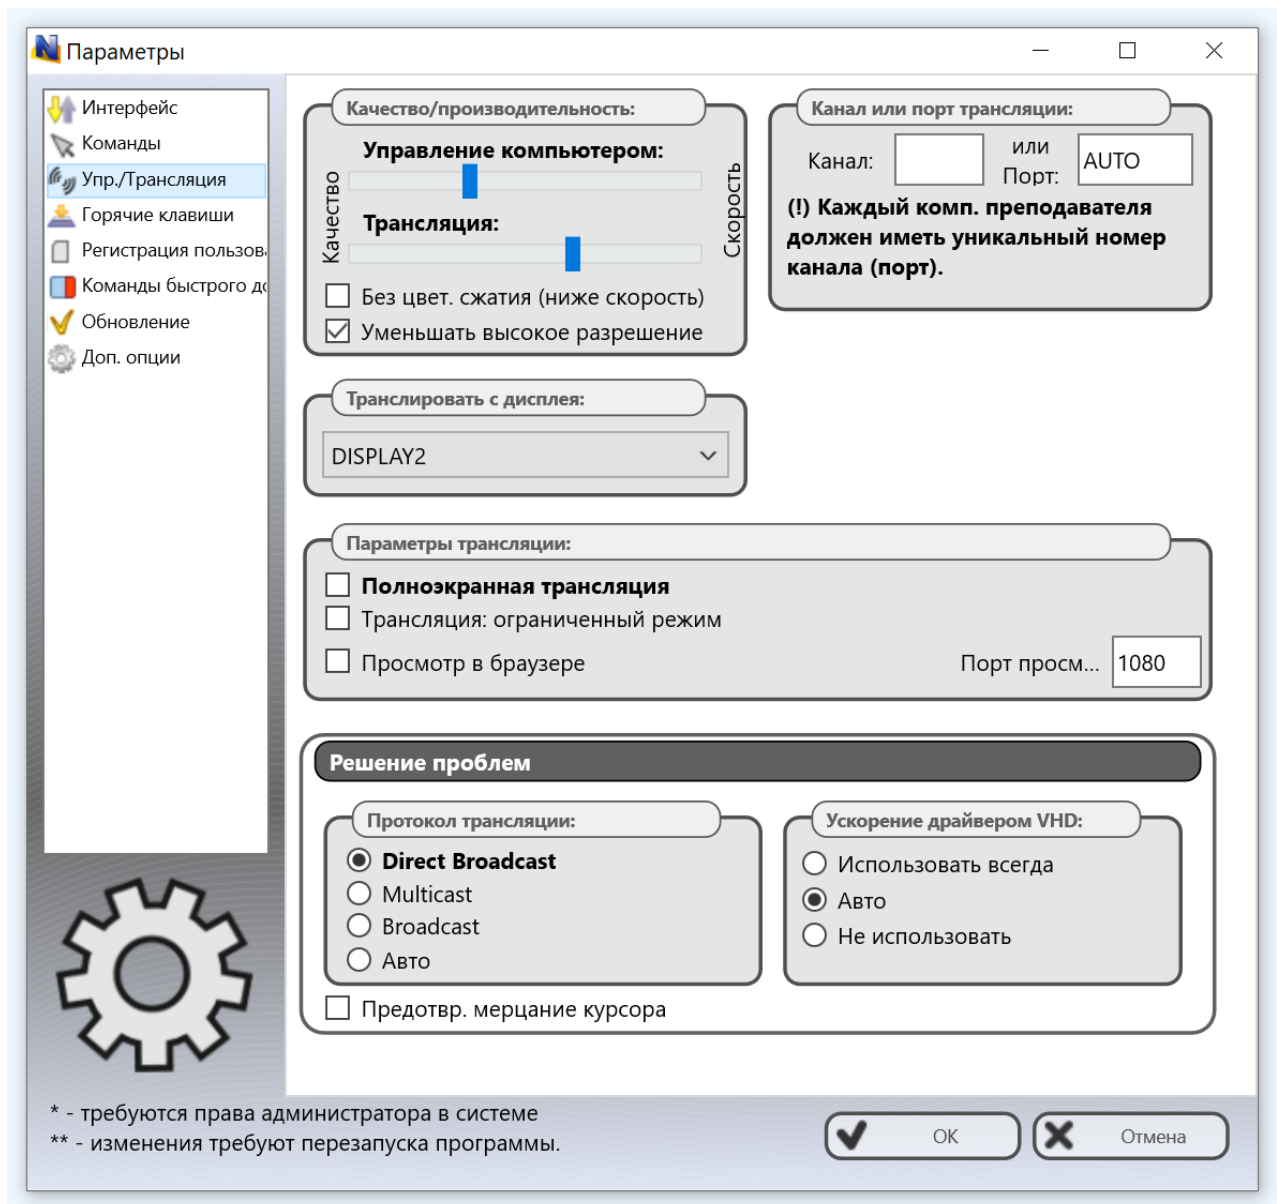 Параметры
Интерфейс
Команды
Упр./Трансляция
Горячие клавиши
Регистрация пользов
Команды быстрого д
Обновление
Доп. опции
Качество/производительность:
Управление компьютером:
Качество
Скорость
Трансляция:
Без цвет. сжатия (ниже скорость)
Уменьшать высокое разрешение
Канал или порт трансляции:
Канал:
или
Порт:
AUTO
(!) Каждый комп. преподавателя
должен иметь уникальный номер
канала (порт).
Транслировать с дисплея:
DISPLAY2
Параметры трансляции:
Полноэкранная трансляция
Трансляция: ограниченный режим
Просмотр в браузере
Порт просм...
1080
Решение проблем
Протокол трансляции:
Direct Broadcast
Multicast
Broadcast
Авто
Ускорение драйвером VHD:
Использовать всегда
Авто
Не использовать
Предотвр. мерцание курсора
* - требуются права администратора в системе
** - изменения требуют перезапуска программы.
OK
Отмена